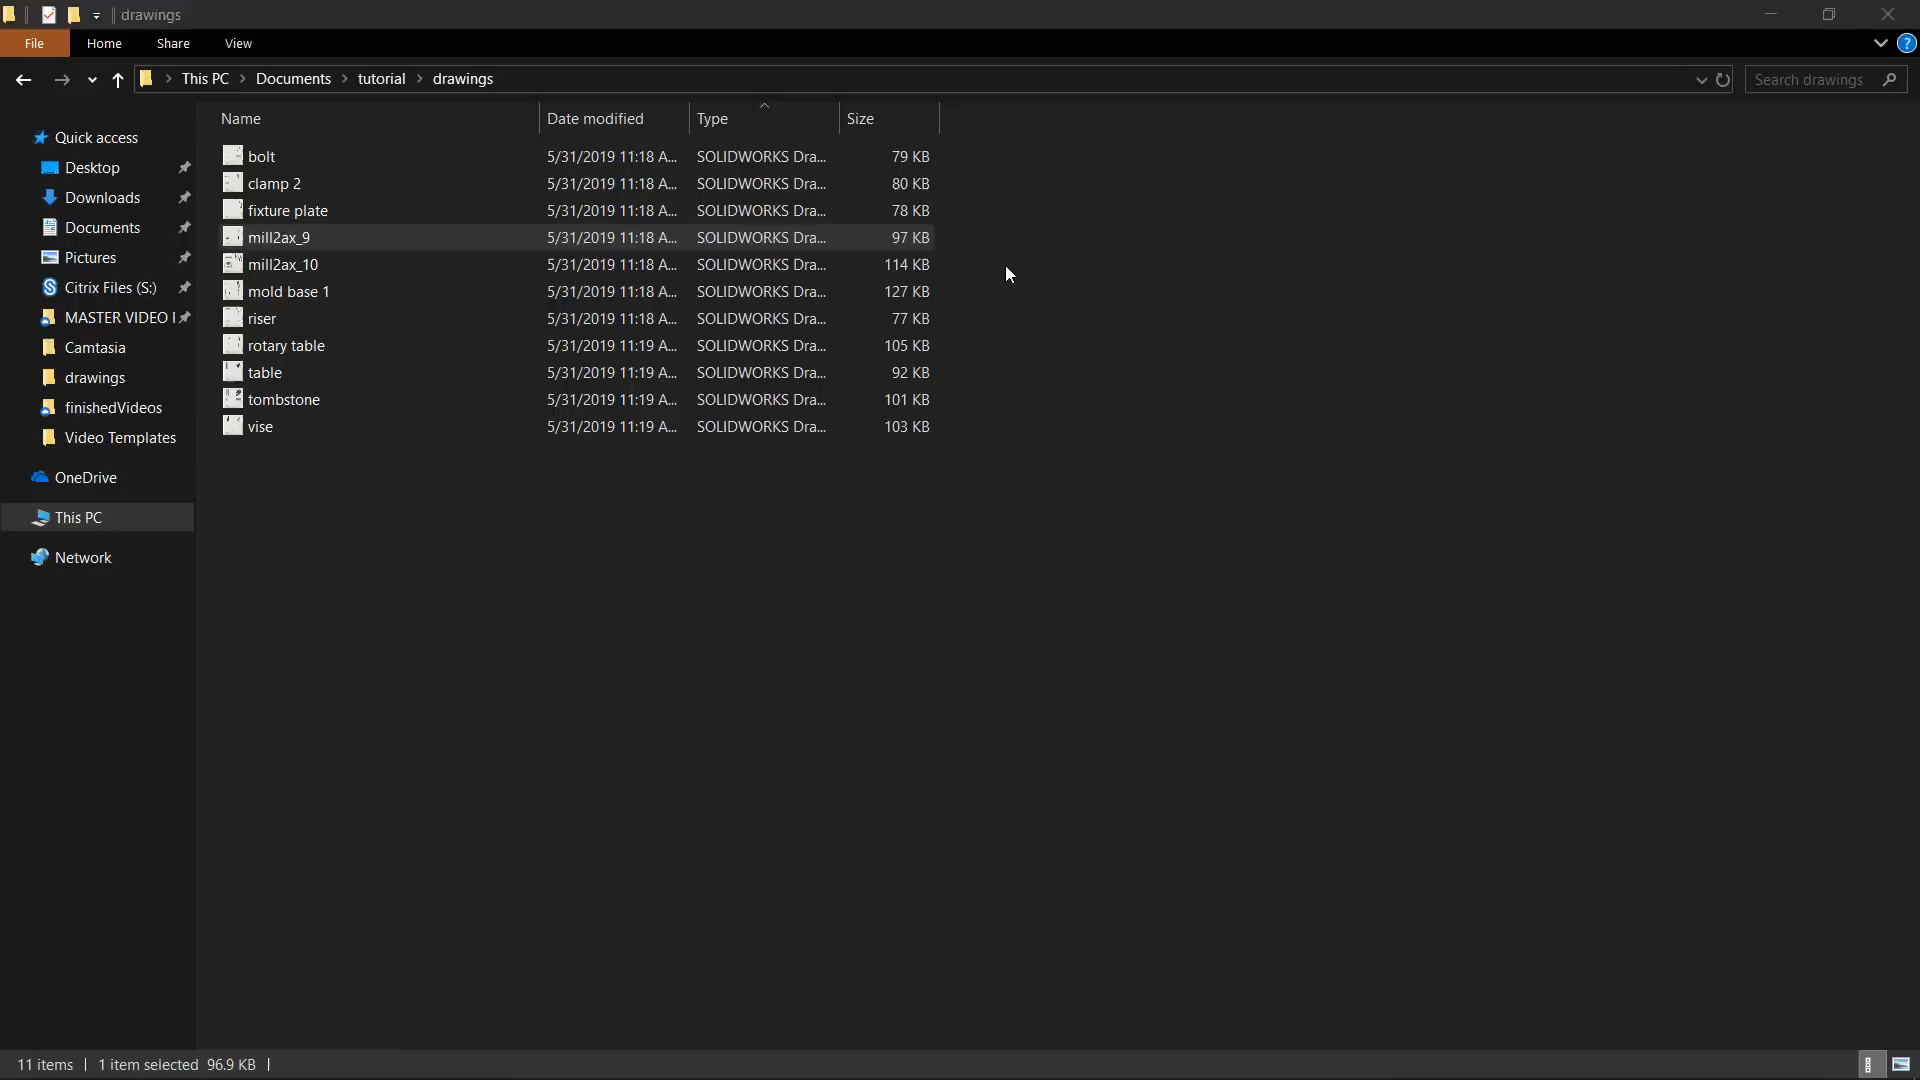 drawings
File Home Share View
This PC Documents tutorial drawings Search drawings
Name Date modified Type Size
Quick access
Desktop
Downloads
Documents
Pictures
Citrix Files (S:)
MASTER VIDEO
Camtasia
drawings
finishedVideos
Video Templates
OneDrive
This PC
Network
bolt 5/31/2019 11:18 A... SOLIDWORKS Dra... 79 KB
clamp 2 5/31/2019 11:18 A... SOLIDWORKS Dra... 80 KB
fixture plate 5/31/2019 11:18 A... SOLIDWORKS Dra... 78 KB
mill2ax_9 5/31/2019 11:18 A... SOLIDWORKS Dra... 97 KB
mill2ax_10 5/31/2019 11:18 A... SOLIDWORKS Dra... 114 KB
mold base 1 5/31/2019 11:18 A... SOLIDWORKS Dra... 127 KB
riser 5/31/2019 11:18 A... SOLIDWORKS Dra... 77 KB
rotary table 5/31/2019 11:19 A... SOLIDWORKS Dra... 105 KB
table 5/31/2019 11:19 A... SOLIDWORKS Dra... 92 KB
tombstone 5/31/2019 11:19 A... SOLIDWORKS Dra... 101 KB
vise 5/31/2019 11:19 A... SOLIDWORKS Dra... 103 KB
11 items 1 item selected 96.9 KB